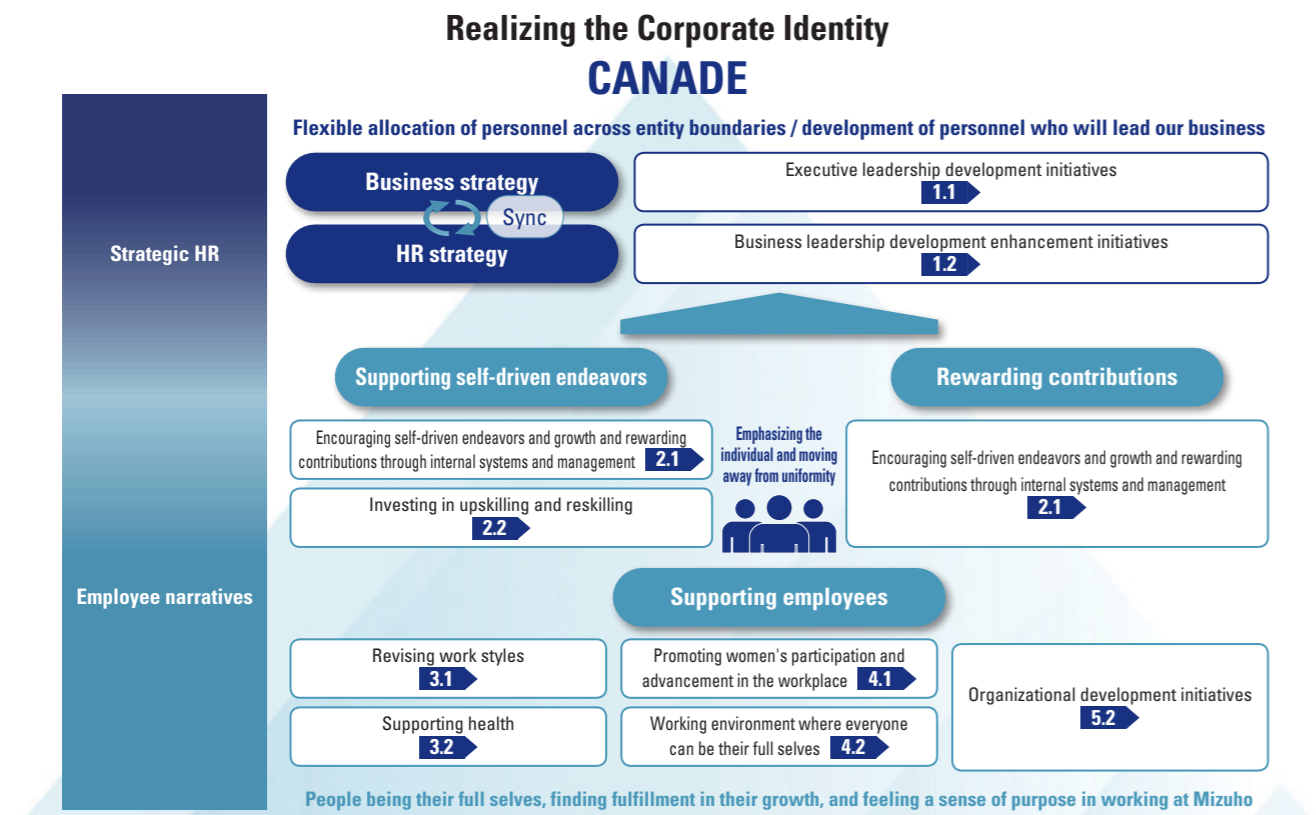 Realizing the Corporate Identity
CANADE
Flexible allocation of personnel across entity boundaries / development of personnel who will lead our business
Strategic HR
Business strategy
Sync
HR strategy
Executive leadership development initiatives
1.1
Business leadership development enhancement initiatives
1.2
Supporting self-driven endeavors
Encouraging self-driven endeavors and growth and rewarding
contributions through internal systems and management 2.1
Investing in upskilling and reskilling
2.2
Emphasizing the
individual and moving
away from uniformity
Rewarding contributions
Encouraging self-driven endeavors and growth and rewarding
contributions through internal systems and management
2.1
Employee narratives
Supporting employees
Revising work styles
3.1
Supporting health
3.2
Promoting women's participation and
advancement in the workplace 4.1
Working environment where everyone
can be their full selves 4.2
Organizational development initiatives
5.2
People being their full selves, finding fulfillment in their growth, and feeling a sense of purpose in working at Mizuho